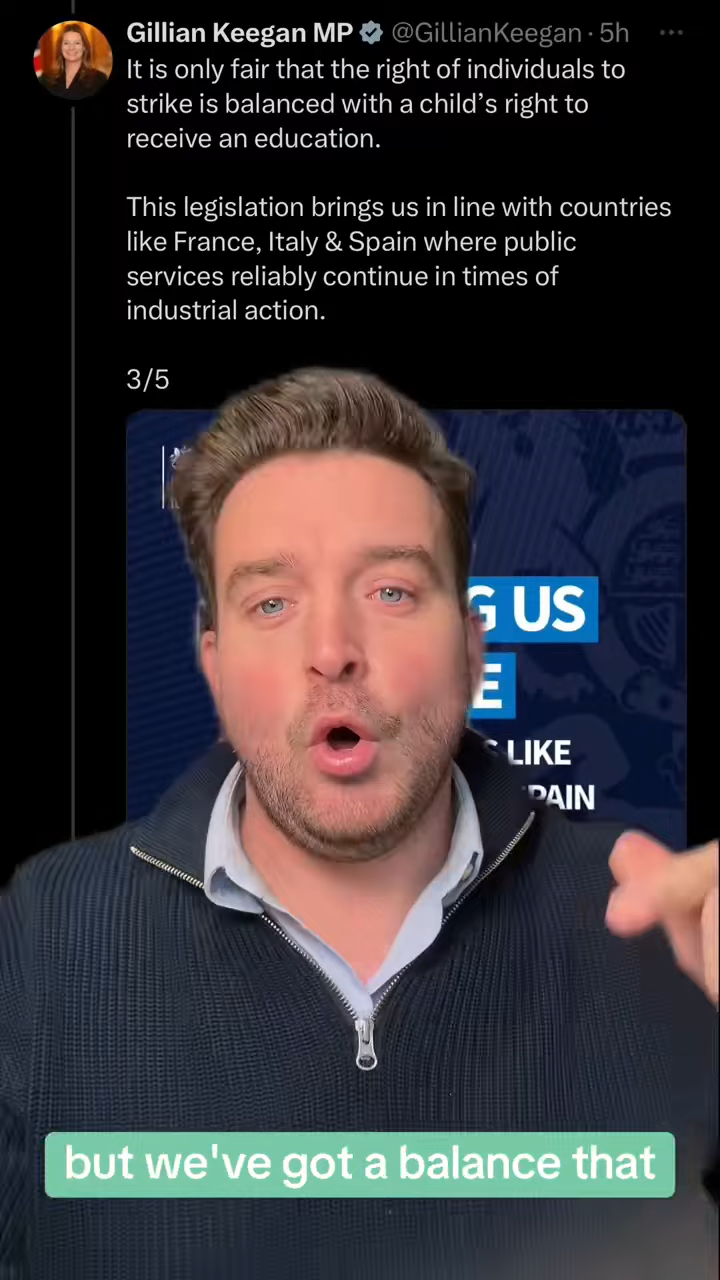 Gillian Keegan MP @GillianKeegan · 5h
It is only fair that the right of individuals to
strike is balanced with a child’s right to
receive an education.
This legislation brings us in line with countries
like France, Italy & Spain where public
services reliably continue in times of
industrial action.
3/5
G US
E
LIKE
PAIN
but we've got a balance that